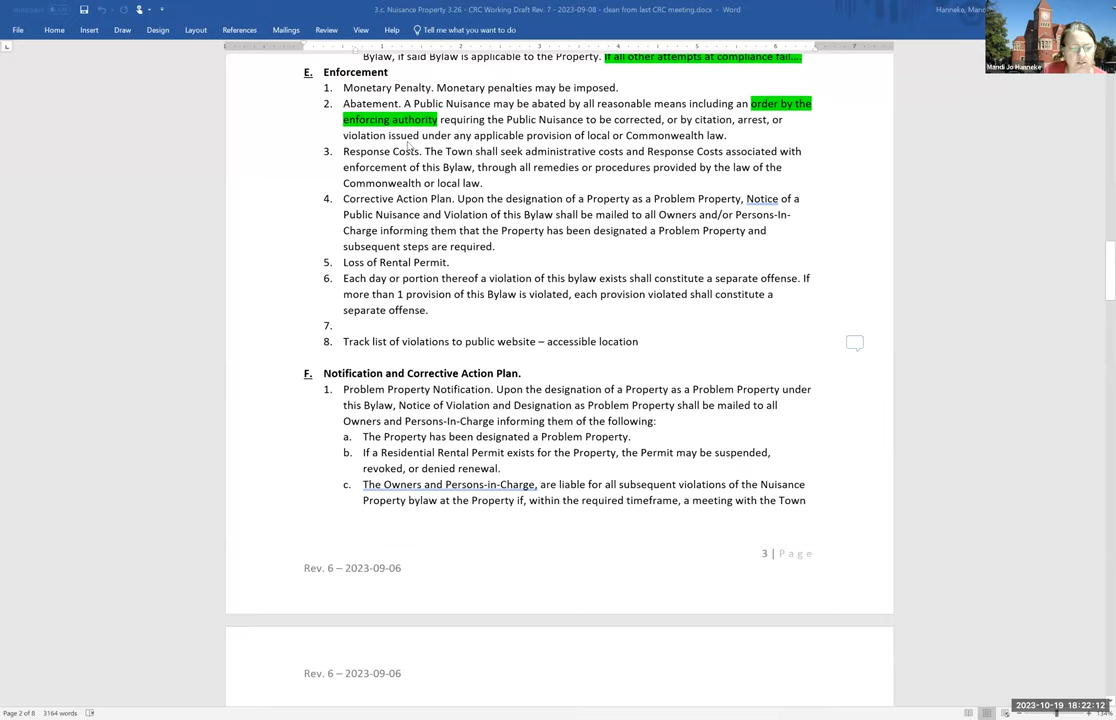 3.c. Nuisance Property 3.26 - CRC Working Draft Rev. 7 - 2023-09-08 - clean from last CRC meeting.docx - Word
Hanneke, Mand
File Home Insert Draw Design Layout References Mailings Review View Help Tell me what you want to do
Mandi Jo Hanneke
Bylaw, if said Bylaw is applicable to the Property. If all other attempts at compliance fail....
E. Enforcement
1. Monetary Penalty. Monetary penalties may be imposed.
2. Abatement. A Public Nuisance may be abated by all reasonable means including an order by the
enforcing authority requiring the Public Nuisance to be corrected, or by citation, arrest, or
violation issued under any applicable provision of local or Commonwealth law.
3. Response Costs. The Town shall seek administrative costs and Response Costs associated with
enforcement of this Bylaw, through all remedies or procedures provided by the law of the
Commonwealth or local law.
4. Corrective Action Plan. Upon the designation of a Property as a Problem Property, Notice of a
Public Nuisance and Violation of this Bylaw shall be mailed to all Owners and/or Persons-In-
Charge informing them that the Property has been designated a Problem Property and
subsequent steps are required.
5. Loss of Rental Permit.
6. Each day or portion thereof a violation of this bylaw exists shall constitute a separate offense. If
more than 1 provision of this Bylaw is violated, each provision violated shall constitute a
separate offense.
7.
8. Track list of violations to public website – accessible location
F. Notification and Corrective Action Plan.
1. Problem Property Notification. Upon the designation of a Property as a Problem Property under
this Bylaw, Notice of Violation and Designation as Problem Property shall be mailed to all
Owners and Persons-In-Charge informing them of the following:
a. The Property has been designated a Problem Property.
b. If a Residential Rental Permit exists for the Property, the Permit may be suspended,
revoked, or denied renewal.
c. The Owners and Persons-in-Charge, are liable for all subsequent violations of the Nuisance
Property bylaw at the Property if, within the required timeframe, a meeting with the Town
3 | Page
Rev. 6 – 2023-09-06
Rev. 6 – 2023-09-06
Page 2 of 8 3164 words
2023-10-19 18:22:12